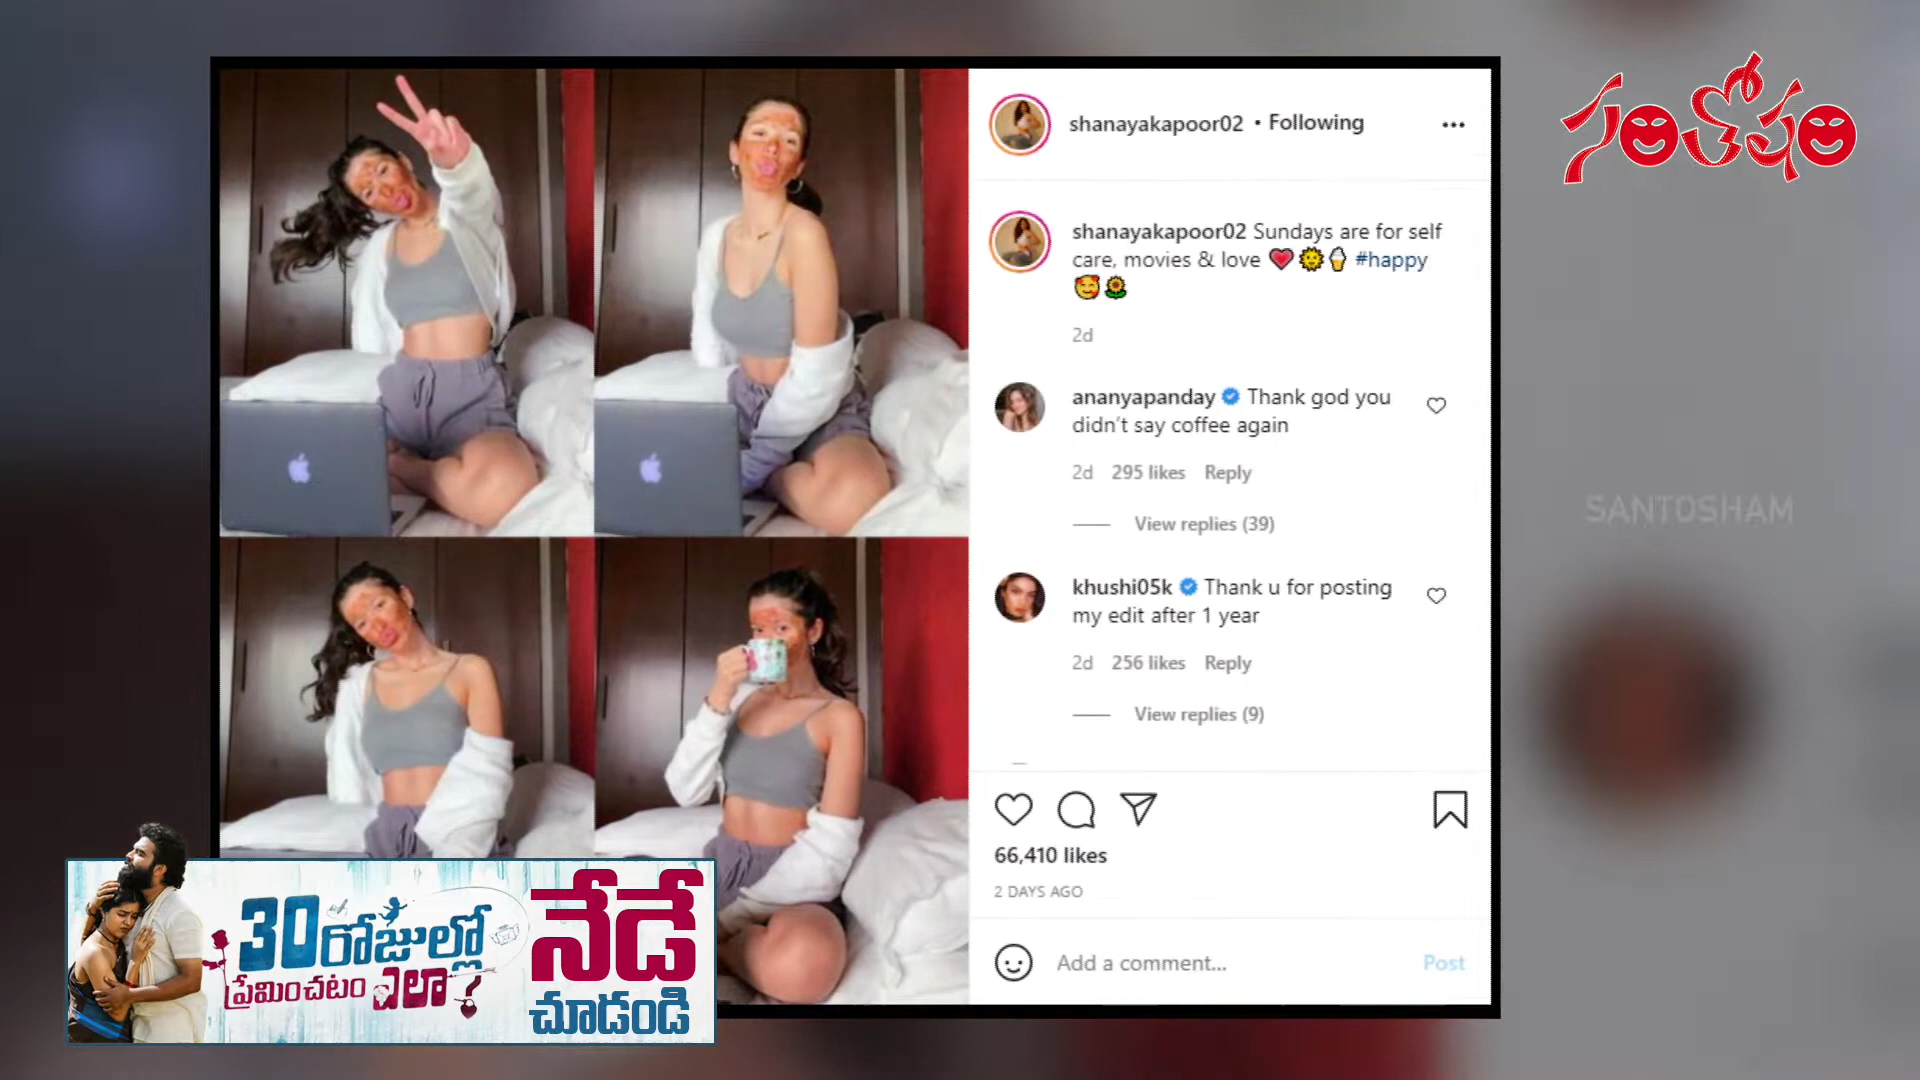 సంతోషం
shanayakapoor02 • Following
shanayakapoor02 Sundays are for self
care, movies & love ❤️🌞🍦 #happy
🥰🌻
2d
ananyapanday Thank god you
didn't say coffee again
2d 295 likes Reply
View replies (39)
khushi05k Thank u for posting
my edit after 1 year
2d 256 likes Reply
View replies (9)
66,410 likes
2 DAYS AGO
Add a comment... Post
SANTOSHAM
30 రోజుల్లో
ప్రేమించటం ఎలా?
నేడే
చూడండి